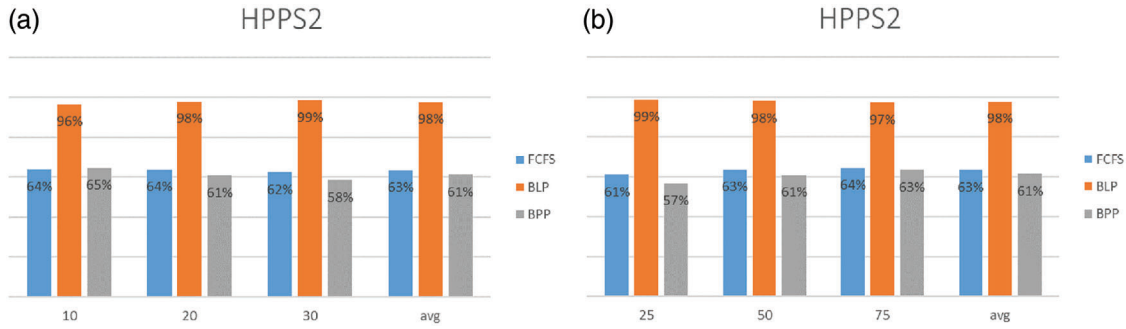 (a)
HPPS2
64% 96% 65%
64% 98% 61%
62% 99% 58%
63% 98% 61%
10 20 30 avg
FCFS
BLP
BPP
(b)
HPPS2
61% 99% 57%
63% 98% 61%
64% 97% 63%
63% 98% 61%
25 50 75 avg
FCFS
BLP
BPP